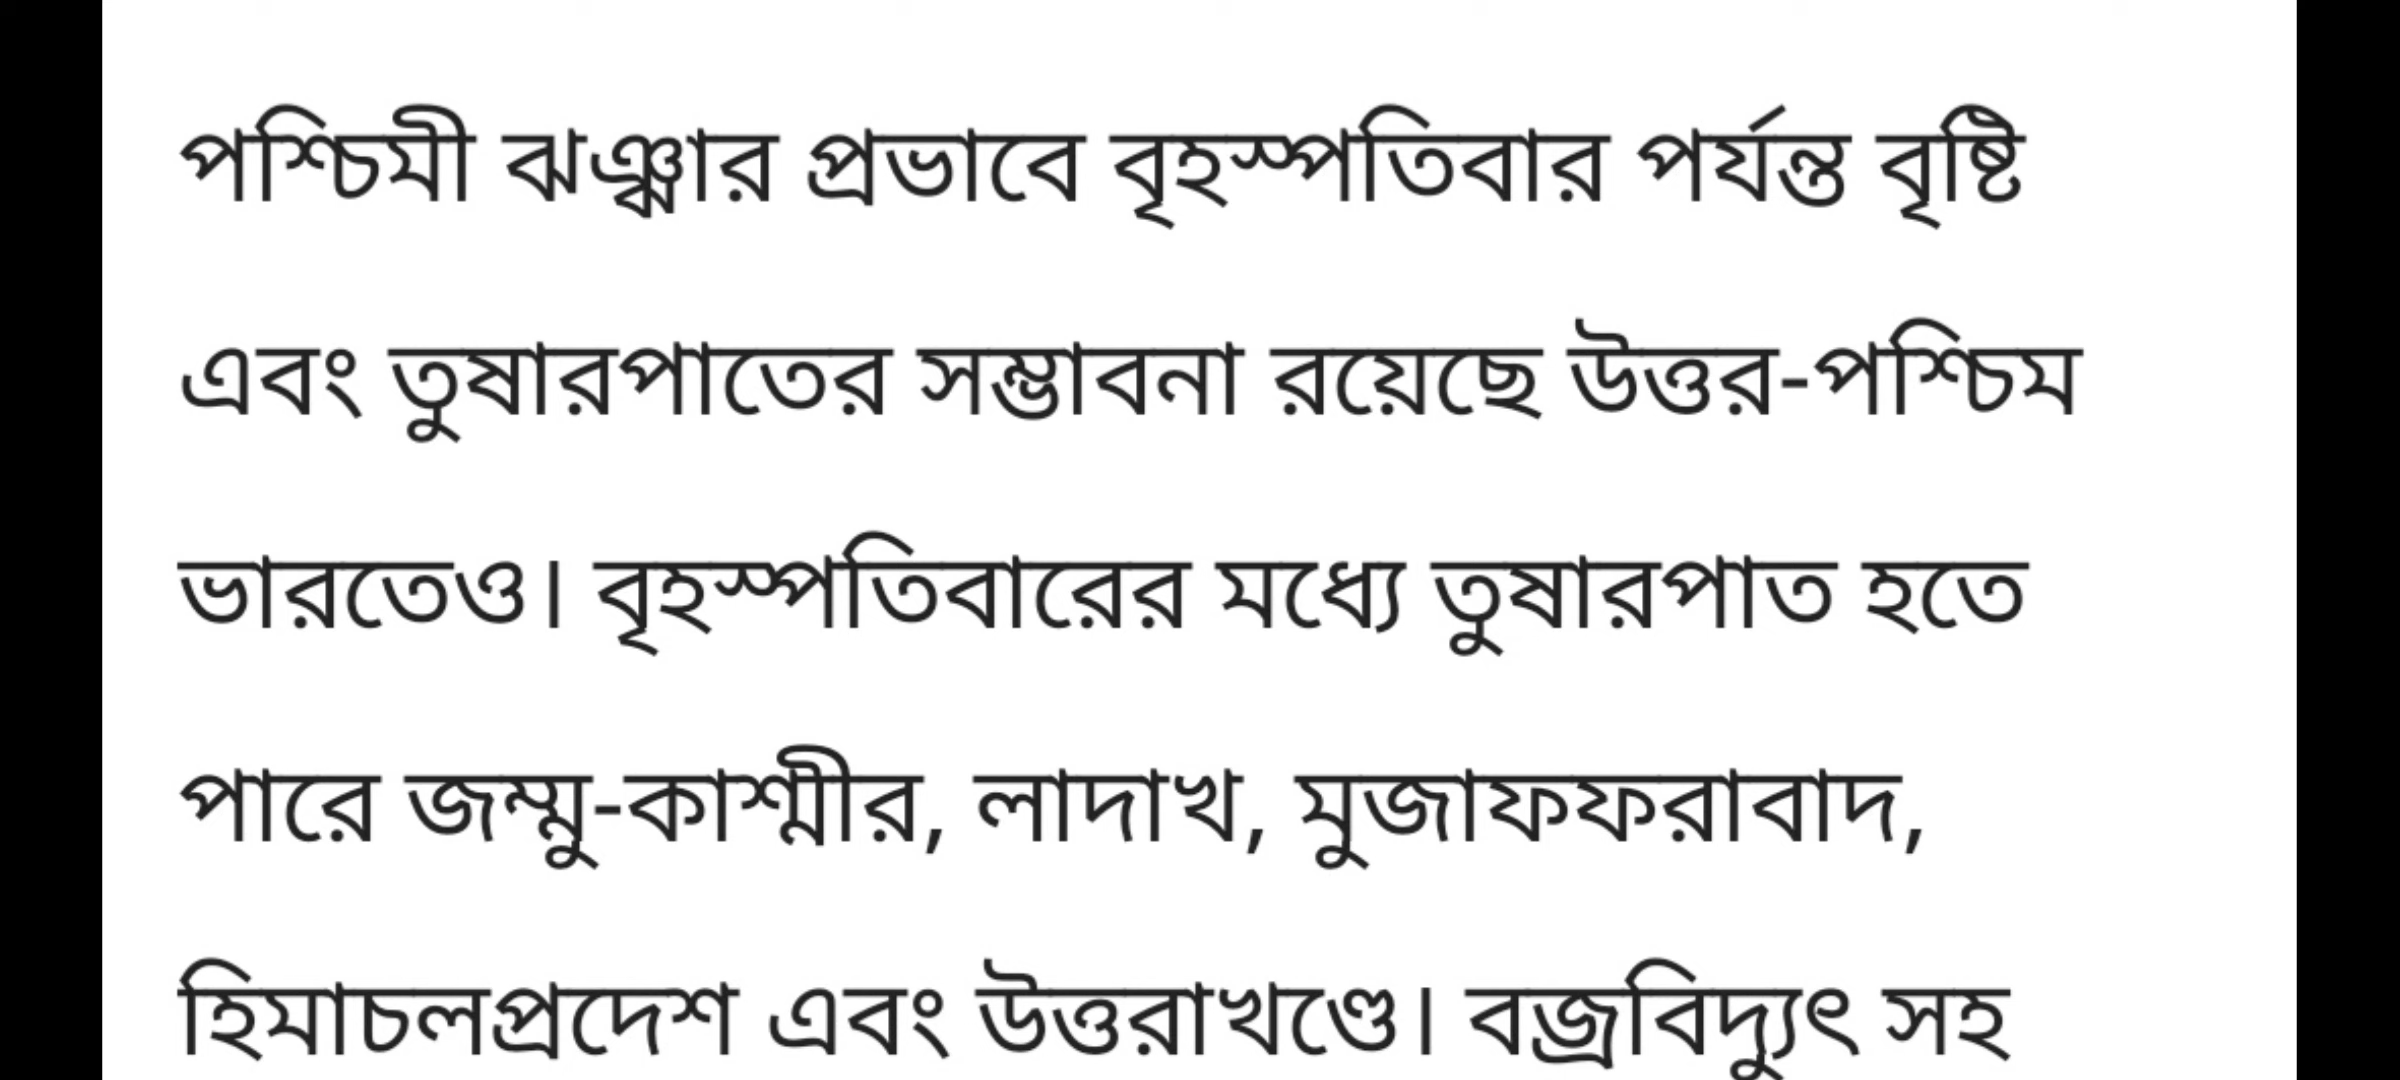 পশ্চিমী ঝঞ্ঝার প্রভাবে বৃহস্পতিবার পর্যন্ত বৃষ্টি
এবং তুষারপাতের সম্ভাবনা রয়েছে উত্তর-পশ্চিম
ভারতেও। বৃহস্পতিবারের মধ্যে তুষারপাত হতে
পারে জম্মু-কাশ্মীর, লাদাখ, মুজাফফরাবাদ,
হিমাচলপ্রদেশ এবং উত্তরাখণ্ডে। বজ্রবিদ্যুৎ সহ